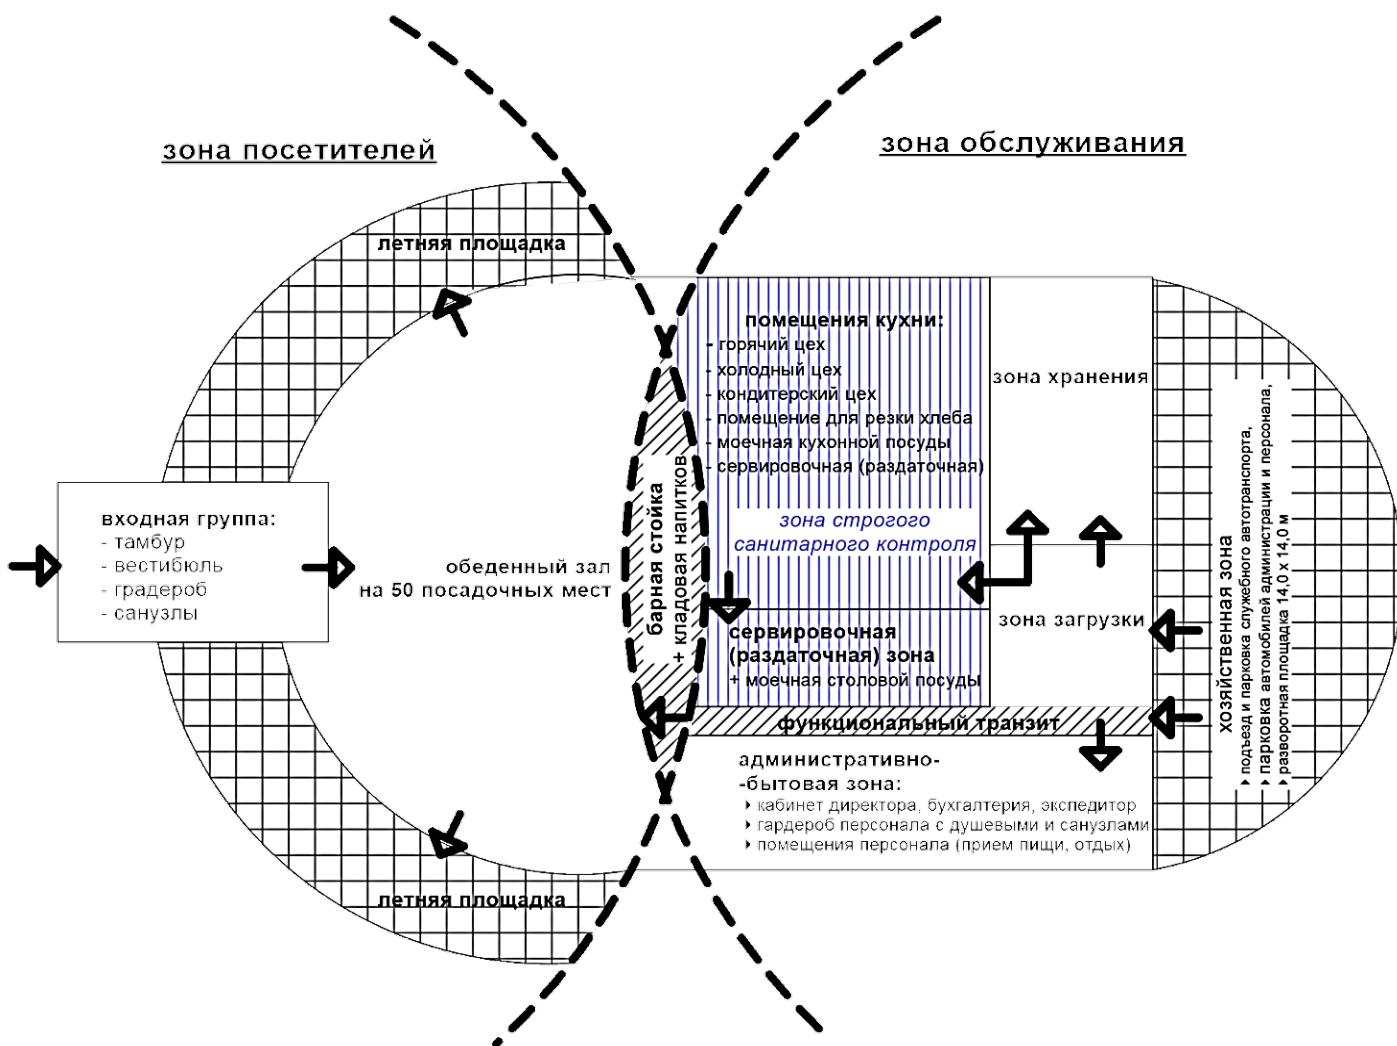 зона посетителей
зона обслуживания
летняя площадка
входная группа:
- тамбур
- вестибюль
- градероб
- санузлы
обеденный зал
на 50 посадочных мест
барная стойка
+ кладовая напитков
помещения кухни:
- горячий цех
- холодный цех
- кондитерский цех
- помещение для резки хлеба
- моечная кухонной посуды
- сервировочная (раздаточная)
зона строгого
санитарного контроля
сервировочная
(раздаточная) зона
+ моечная столовой посуды
зона хранения
зона загрузки
функциональный транзит
административно-
-бытовая зона:
‣ кабинет директора, бухгалтерия, экспедитор
‣ гардероб персонала с душевыми и санузлами
‣ помещения персонала (прием пищи, отдых)
хозяйственная зона
‣ подъезд и парковка служебного автотранспорта,
‣ парковка автомобилей администрации и персонала,
‣ разворотная площадка 14,0 x 14,0 м
летняя площадка